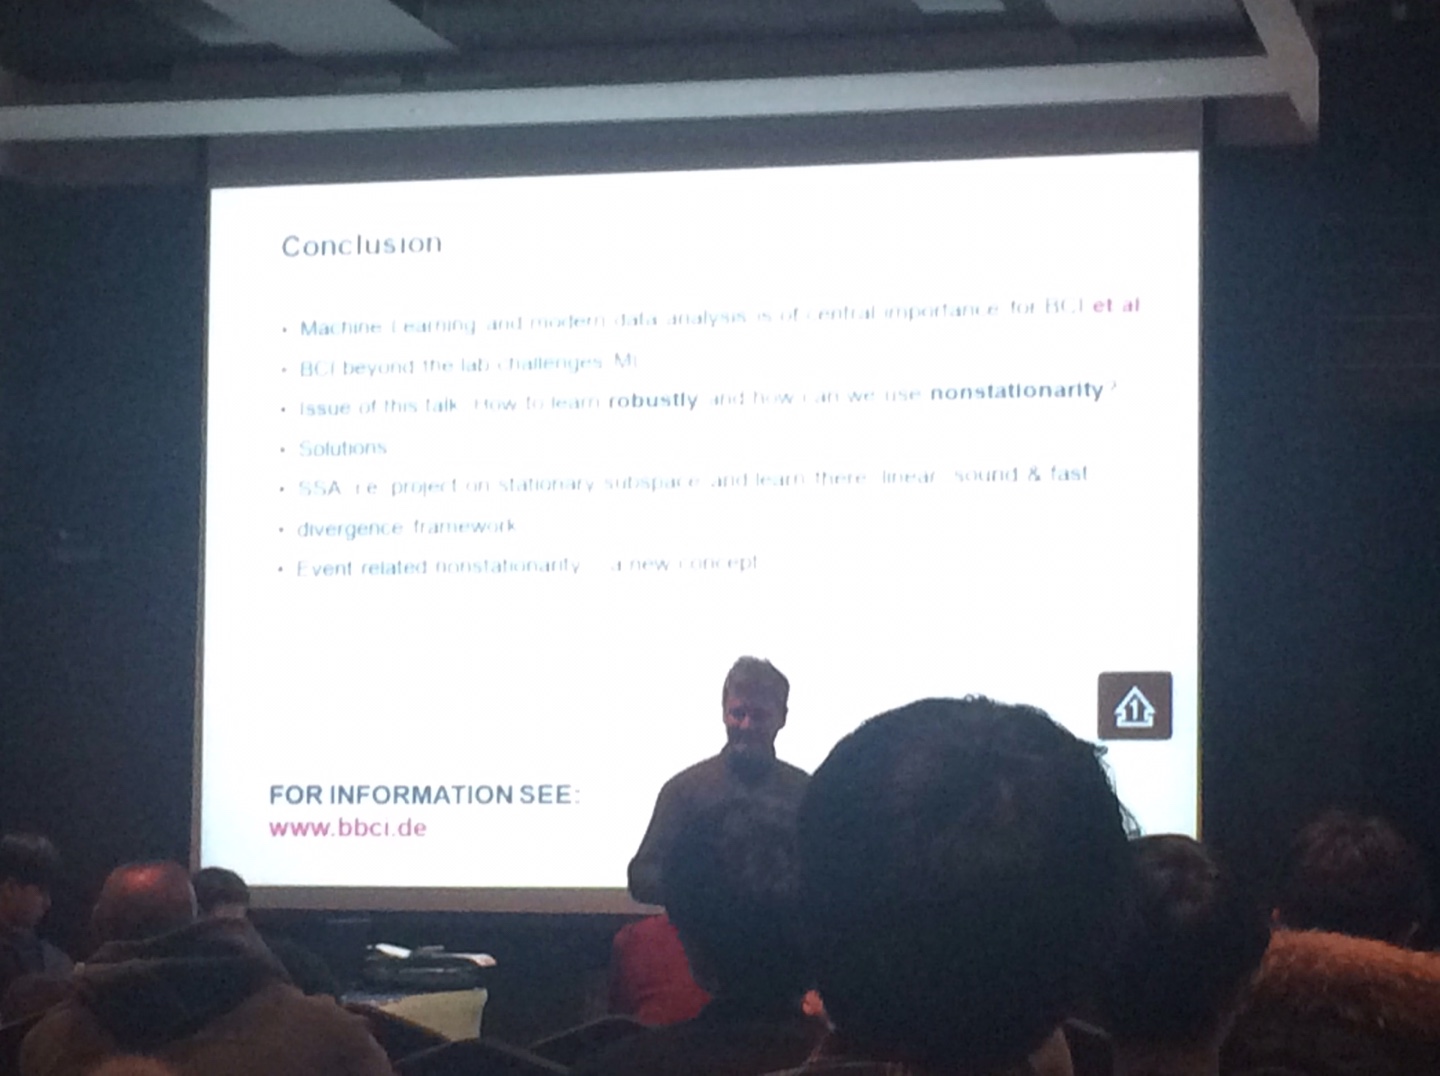 Conclusion
• Machine Learning and modern data analysis is of central importance for BCI et al
• BCI beyond the lab challenges ML
• Issue of this talk: How to learn robustly and how can we use nonstationarity?
• Solutions
• SSA i.e. project on stationary subspace and learn there: linear, sound & fast
• divergence framework
• Event related nonstationarity a new concept
1
FOR INFORMATION SEE:
www.bbci.de